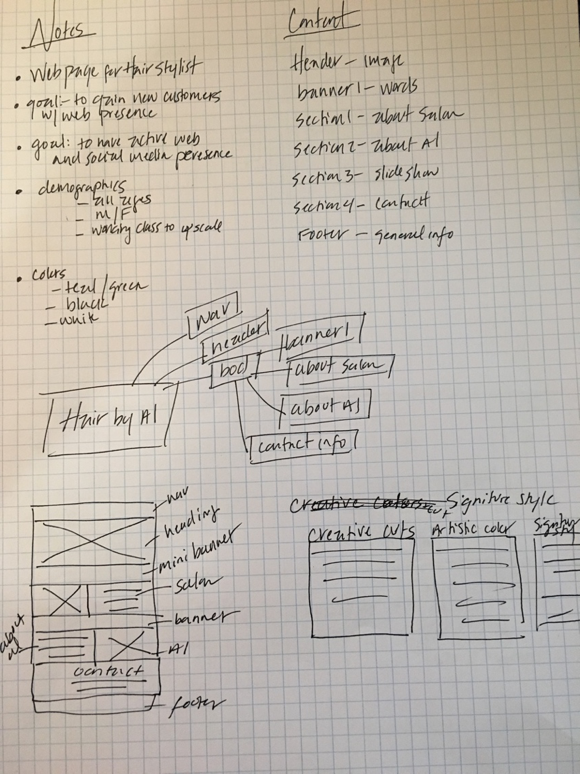 Notes
• Web page for Hair stylist
• goal:- to gain new customers
w/ web presence
• goal: to have active web
and social media peresence
• demographics
- all ages
- M/F
- working class to upscale
• colors
- teal/green
- black
- whik
Content
Header - image
banner 1 - words
section 1 - about Salon
section 2 - about Al
section 3 - slide show
section 4 - contact
Footer - general info
Hair by Al
nav
header
body
banner 1
about Salon
about Al
contact info
nav
heading
mini banner
salon
banner
about
al
Al
contact
footer
Creative Colors Signiture style
cut
Creative cuts
Artistic color